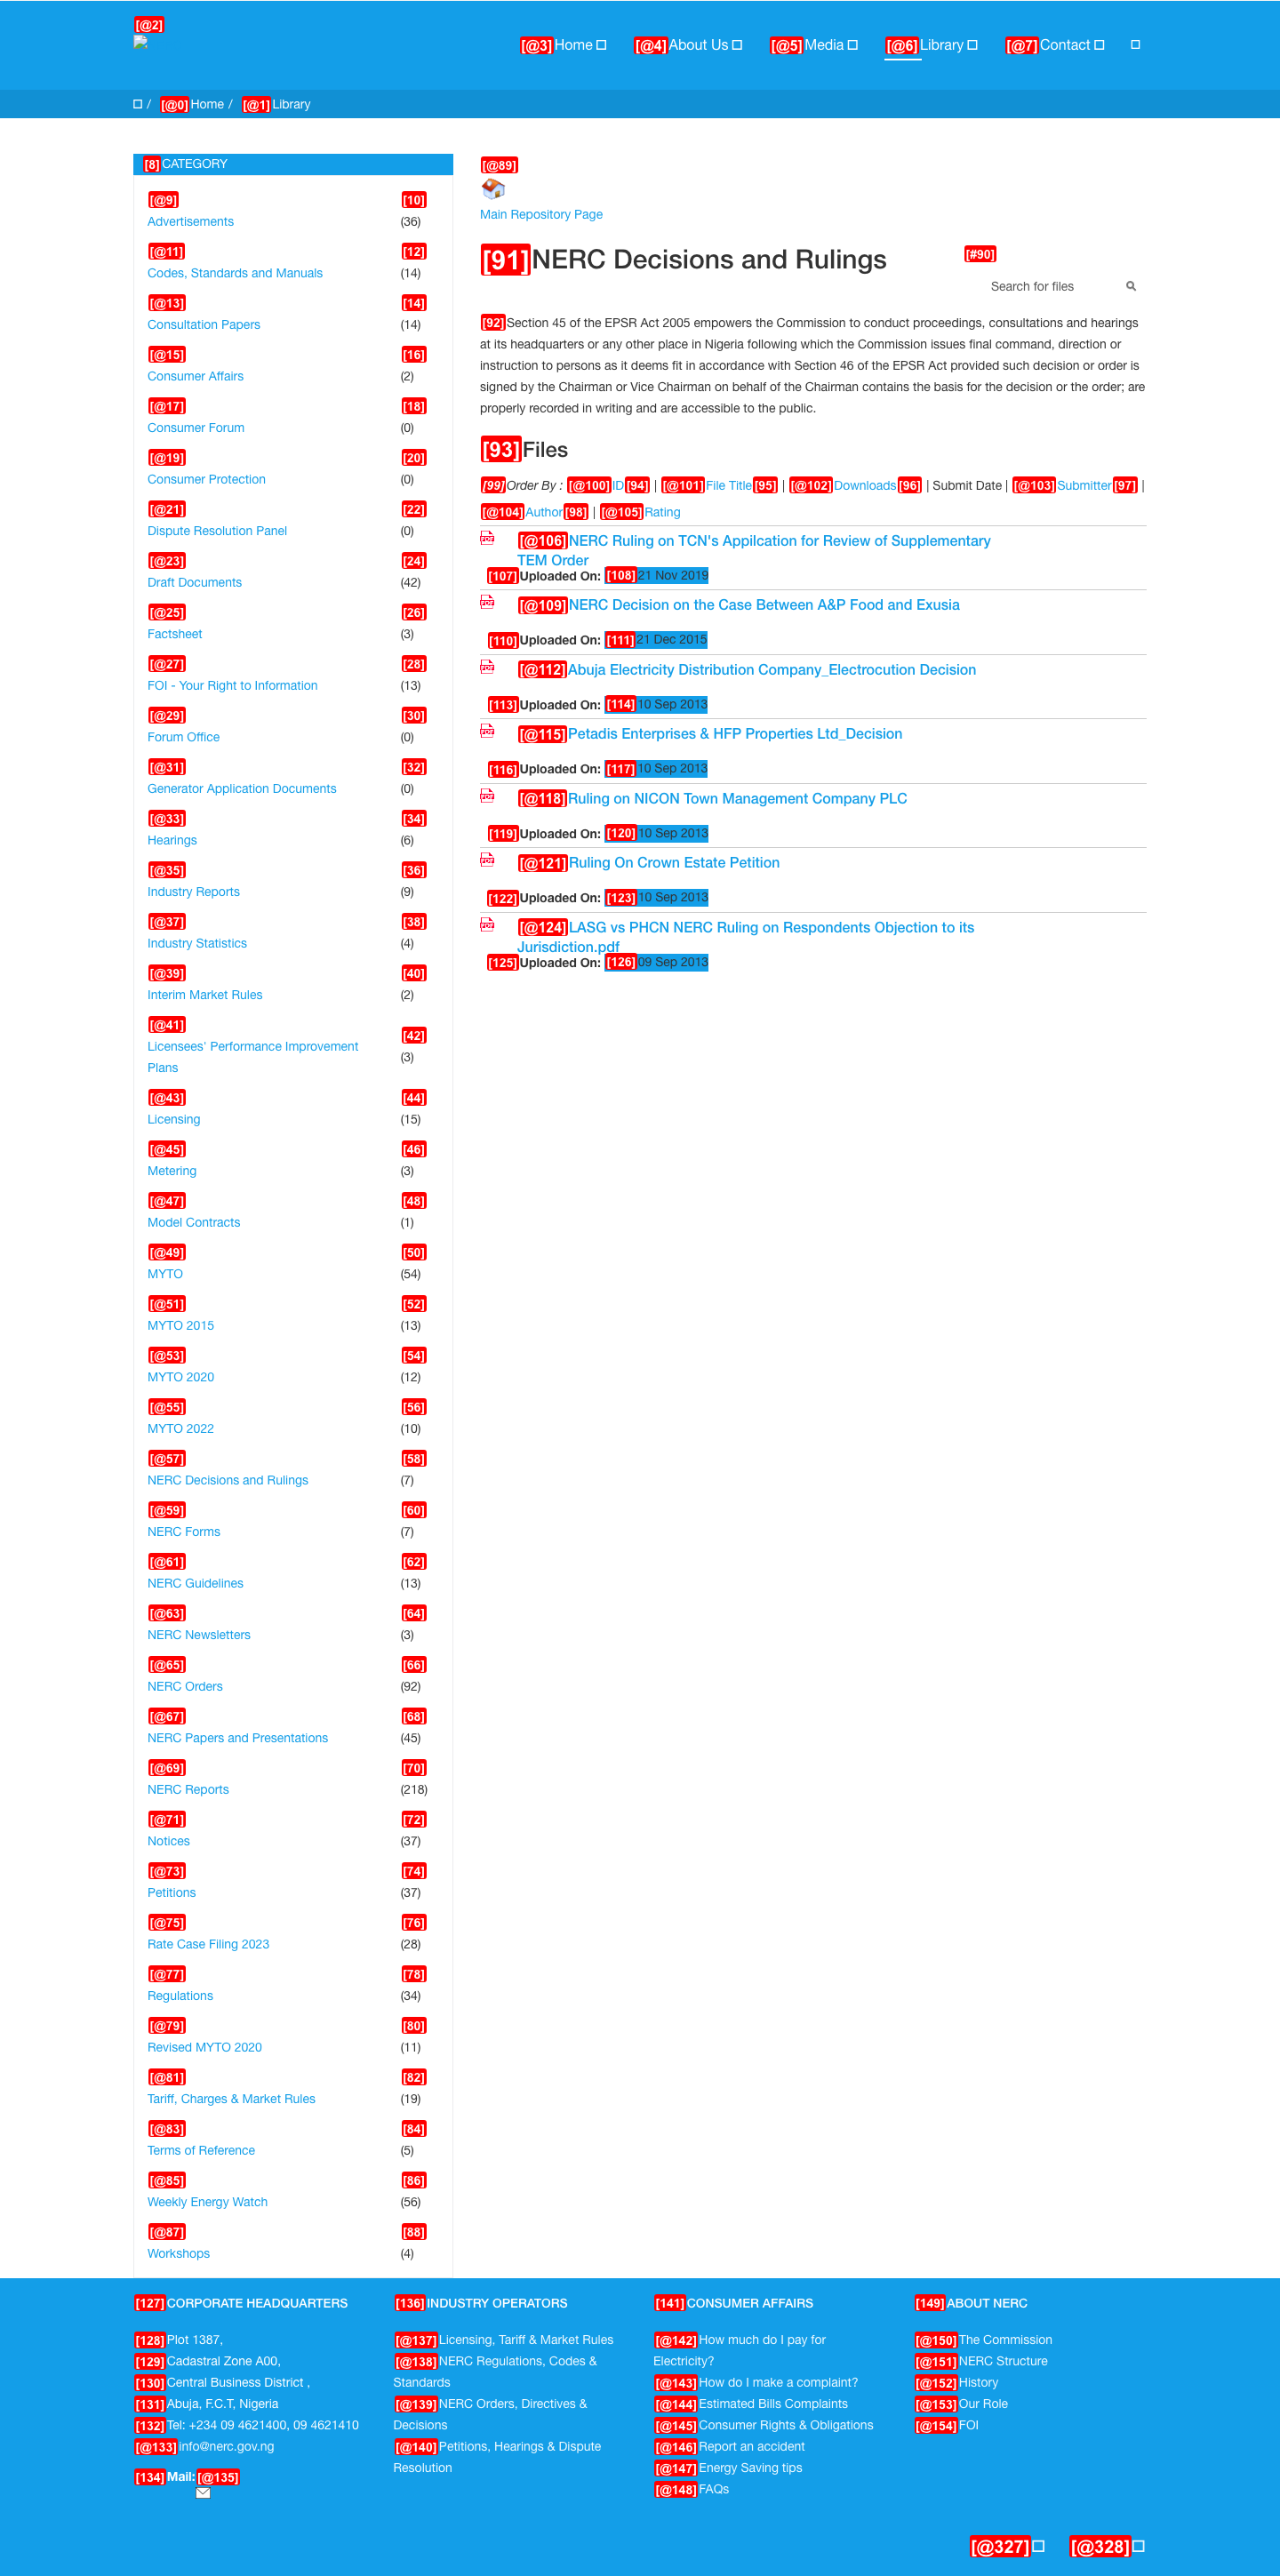 [@2]
[@3]Home [@4]About Us [@5]Media [@6]Library [@7]Contact
/ [@0]Home / [@1]Library
[8]CATEGORY
[@9] [10]
Advertisements (36)
[@11] [12]
Codes, Standards and Manuals (14)
[@13] [14]
Consultation Papers (14)
[@15] [16]
Consumer Affairs (2)
[@17] [18]
Consumer Forum (0)
[@19] [20]
Consumer Protection (0)
[@21] [22]
Dispute Resolution Panel (0)
[@23] [24]
Draft Documents (42)
[@25] [26]
Factsheet (3)
[@27] [28]
FOI - Your Right to Information (13)
[@29] [30]
Forum Office (0)
[@31] [32]
Generator Application Documents (0)
[@33] [34]
Hearings (6)
[@35] [36]
Industry Reports (9)
[@37] [38]
Industry Statistics (4)
[@39] [40]
Interim Market Rules (2)
[@41] [42]
Licensees' Performance Improvement
Plans (3)
[@43] [44]
Licensing (15)
[@45] [46]
Metering (3)
[@47] [48]
Model Contracts (1)
[@49] [50]
MYTO (54)
[@51] [52]
MYTO 2015 (13)
[@53] [54]
MYTO 2020 (12)
[@55] [56]
MYTO 2022 (10)
[@57] [58]
NERC Decisions and Rulings (7)
[@59] [60]
NERC Forms (7)
[@61] [62]
NERC Guidelines (13)
[@63] [64]
NERC Newsletters (3)
[@65] [66]
NERC Orders (92)
[@67] [68]
NERC Papers and Presentations (45)
[@69] [70]
NERC Reports (218)
[@71] [72]
Notices (37)
[@73] [74]
Petitions (37)
[@75] [76]
Rate Case Filing 2023 (28)
[@77] [78]
Regulations (34)
[@79] [80]
Revised MYTO 2020 (11)
[@81] [82]
Tariff, Charges & Market Rules (19)
[@83] [84]
Terms of Reference (5)
[@85] [86]
Weekly Energy Watch (56)
[@87] [88]
Workshops (4)
[@89]
Main Repository Page
[91]NERC Decisions and Rulings
[#90]
Search for files
[92]Section 45 of the EPSR Act 2005 empowers the Commission to conduct proceedings, consultations and hearings
at its headquarters or any other place in Nigeria following which the Commission issues final command, direction or
instruction to persons as it deems fit in accordance with Section 46 of the EPSR Act provided such decision or order is
signed by the Chairman or Vice Chairman on behalf of the Chairman contains the basis for the decision or the order; are
properly recorded in writing and are accessible to the public.
[93]Files
[99]Order By : [@100]ID[94] | [@101]File Title[95] | [@102]Downloads[96] | Submit Date | [@103]Submitter[97] |
[@104]Author[98] | [@105]Rating
PDF [@106]NERC Ruling on TCN's Appilcation for Review of Supplementary
TEM Order
[107]Uploaded On: [108]21 Nov 2019
PDF [@109]NERC Decision on the Case Between A&P Food and Exusia
[110]Uploaded On: [111]21 Dec 2015
PDF [@112]Abuja Electricity Distribution Company_Electrocution Decision
[113]Uploaded On: [114]10 Sep 2013
PDF [@115]Petadis Enterprises & HFP Properties Ltd_Decision
[116]Uploaded On: [117]10 Sep 2013
PDF [@118]Ruling on NICON Town Management Company PLC
[119]Uploaded On: [120]10 Sep 2013
PDF [@121]Ruling On Crown Estate Petition
[122]Uploaded On: [123]10 Sep 2013
PDF [@124]LASG vs PHCN NERC Ruling on Respondents Objection to its
Jurisdiction.pdf
[125]Uploaded On: [126]09 Sep 2013
[127]CORPORATE HEADQUARTERS
[128]Plot 1387,
[129]Cadastral Zone A00,
[130]Central Business District ,
[131]Abuja, F.C.T, Nigeria
[132]Tel: +234 09 4621400, 09 4621410
[@133]info@nerc.gov.ng
[134]Mail:[@135]
[136]INDUSTRY OPERATORS
[@137]Licensing, Tariff & Market Rules
[@138]NERC Regulations, Codes &
Standards
[@139]NERC Orders, Directives &
Decisions
[@140]Petitions, Hearings & Dispute
Resolution
[141]CONSUMER AFFAIRS
[@142]How much do I pay for
Electricity?
[@143]How do I make a complaint?
[@144]Estimated Bills Complaints
[@145]Consumer Rights & Obligations
[@146]Report an accident
[@147]Energy Saving tips
[@148]FAQs
[149]ABOUT NERC
[@150]The Commission
[@151]NERC Structure
[@152]History
[@153]Our Role
[@154]FOI
[@327] [@328]